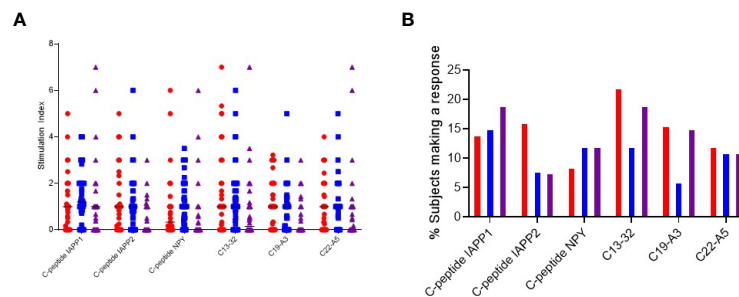 A
B
8
6
4
2
0
Stimulation Index
C-peptide IAPP1
C-peptide IAPP2
C-peptide NPY
C13-32
C19-A3
C22-A5
25
20
15
10
5
0
% Subjects making a response
C-peptide IAPP1
C-peptide IAPP2
C-peptide NPY
C13-32
C19-A3
C22-A5